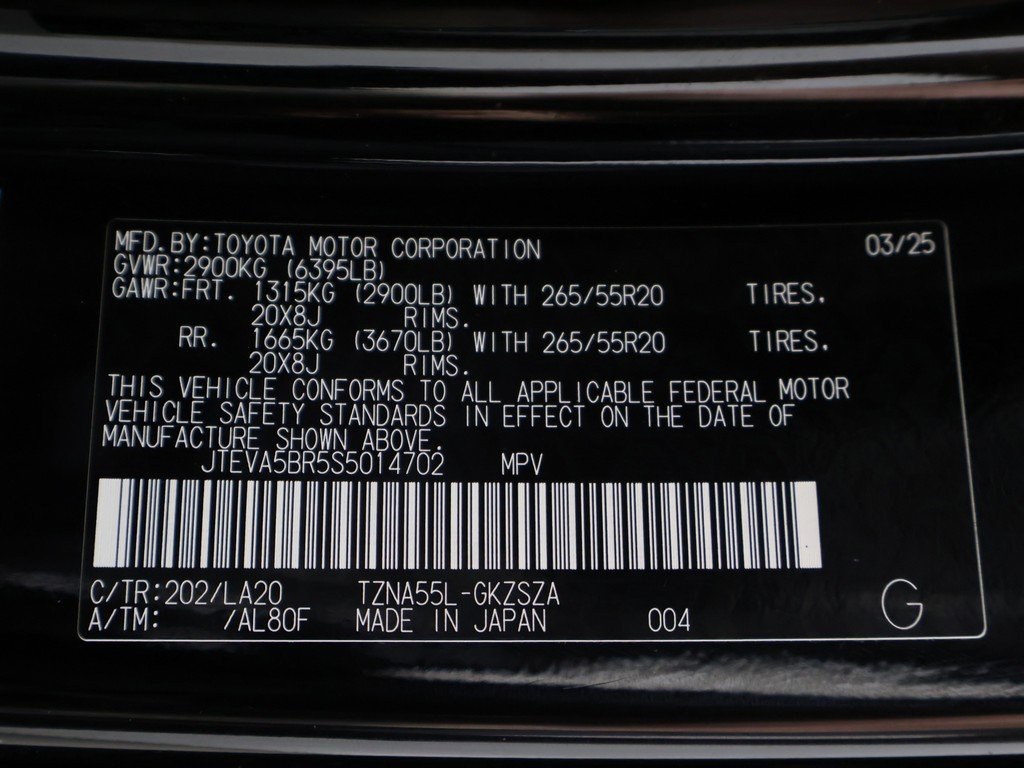 MFD.BY:TOYOTA MOTOR CORPORATION 03/25
GVWR:2900KG (6395LB)
GAWR:FRT. 1315KG (2900LB) WITH 265/55R20 TIRES.
20X8J RIMS.
RR. 1665KG (3670LB) WITH 265/55R20 TIRES.
20X8J RIMS.
THIS VEHICLE CONFORMS TO ALL APPLICABLE FEDERAL MOTOR
VEHICLE SAFETY STANDARDS IN EFFECT ON THE DATE OF
MANUFACTURE SHOWN ABOVE.
JTEVA5BR5S5014702 MPV
C/TR:202/LA20 TZNA55L-GKZSZA
A/TM: /AL80F MADE IN JAPAN 004 G